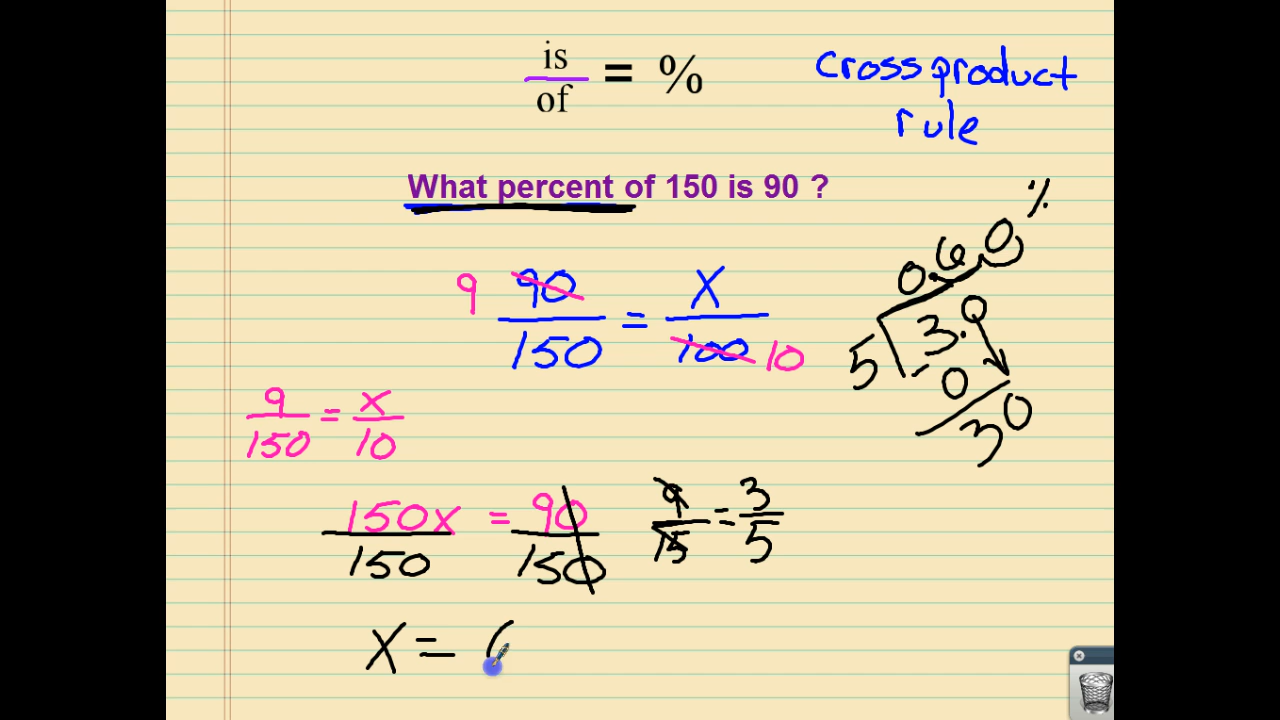 is
of = %
cross product
rule
What percent of 150 is 90 ?
9 90 = X
150 100 10
0.60%
5 3.0
-0
30
9 = x
150 10
150x = 90
150 150
9 = 3
15 5
X = 6